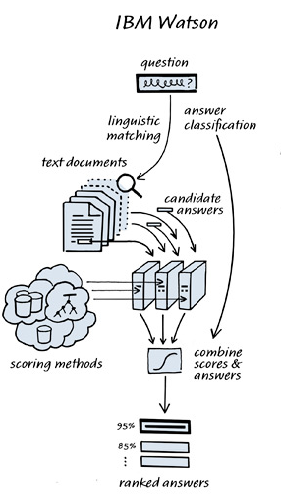 IBM Watson
question
?
linguistic
matching
answer
classification
text documents
candidate
answers
scoring methods
combine
scores &
answers
95%
85%
⋮
ranked answers